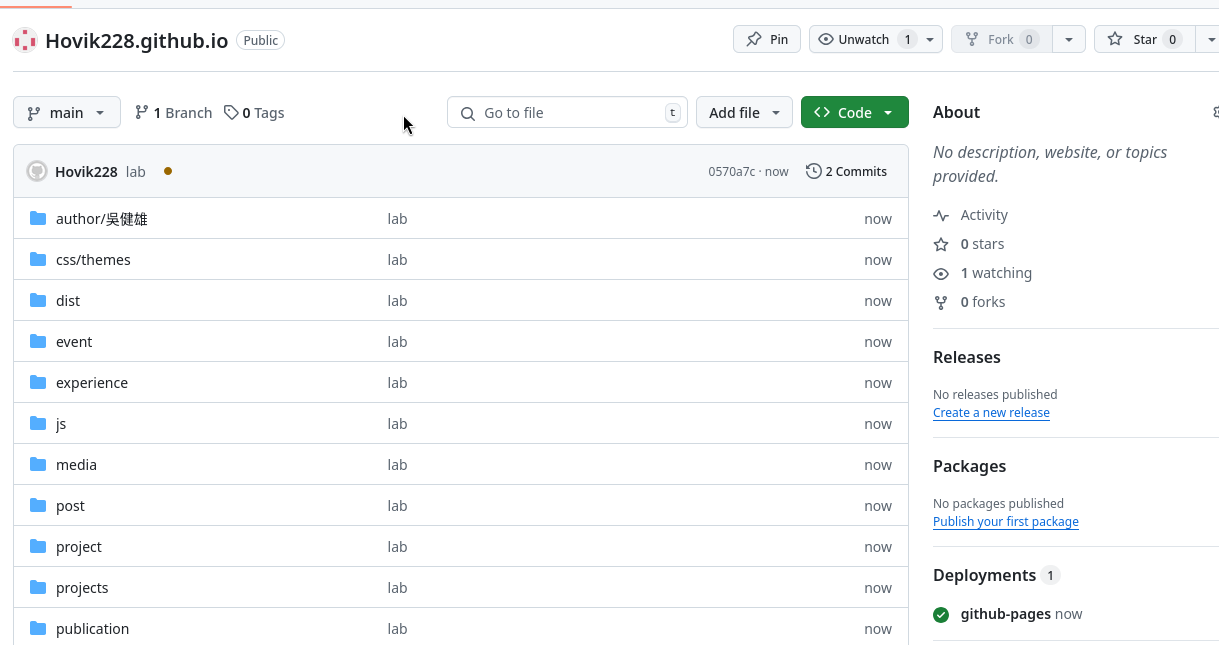 Hovik228.github.io Public
Pin Unwatch 1 Fork 0 Star 0
main 1 Branch 0 Tags Go to file t Add file Code
Hovik228 lab 0570a7c · now 2 Commits
author/吳健雄 lab now
css/themes lab now
dist lab now
event lab now
experience lab now
js lab now
media lab now
post lab now
project lab now
projects lab now
publication lab now
About
No description, website, or topics
provided.
Activity
0 stars
1 watching
0 forks
Releases
No releases published
Create a new release
Packages
No packages published
Publish your first package
Deployments 1
github-pages now